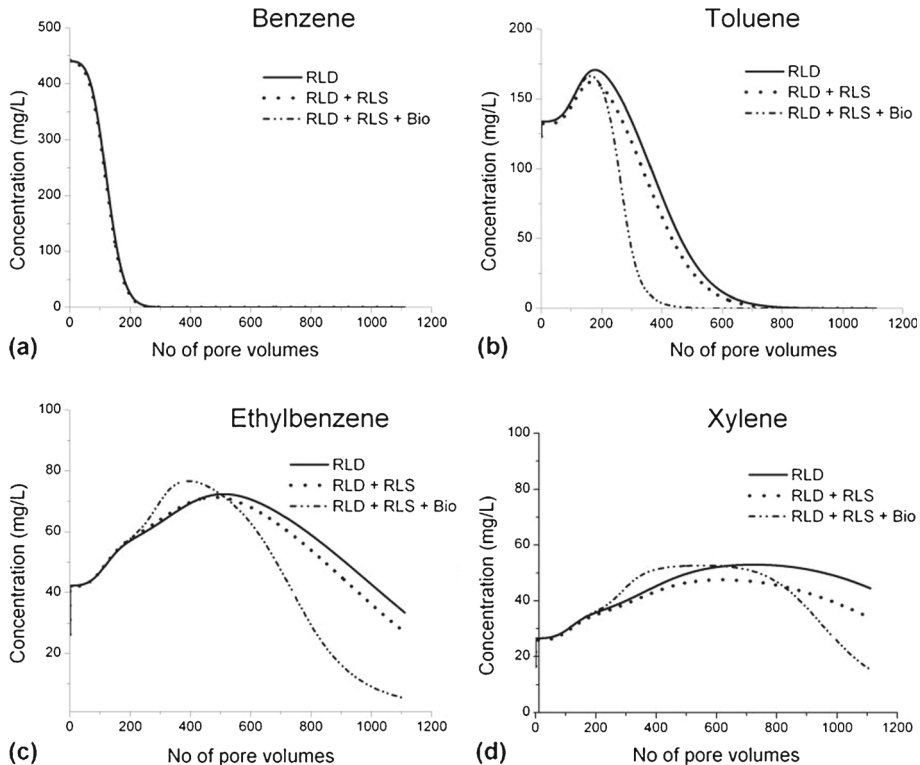 Benzene
500
400
300
200
100
0
0 200 400 600 800 1000 1200
Concentration (mg/L)
No of pore volumes
RLD
RLD + RLS
RLD + RLS + Bio
(a)
Toluene
200
150
100
50
0
0 200 400 600 800 1000 1200
Concentration (mg/L)
No of pore volumes
RLD
RLD + RLS
RLD + RLS + Bio
(b)
Ethylbenzene
100
80
60
40
20
0 200 400 600 800 1000 1200
Concentration (mg/L)
No of pore volumes
RLD
RLD + RLS
RLD + RLS + Bio
(c)
Xylene
100
80
60
40
20
0
0 200 400 600 800 1000 1200
Concentration (mg/L)
No of pore volumes
RLD
RLD + RLS
RLD + RLS + Bio
(d)